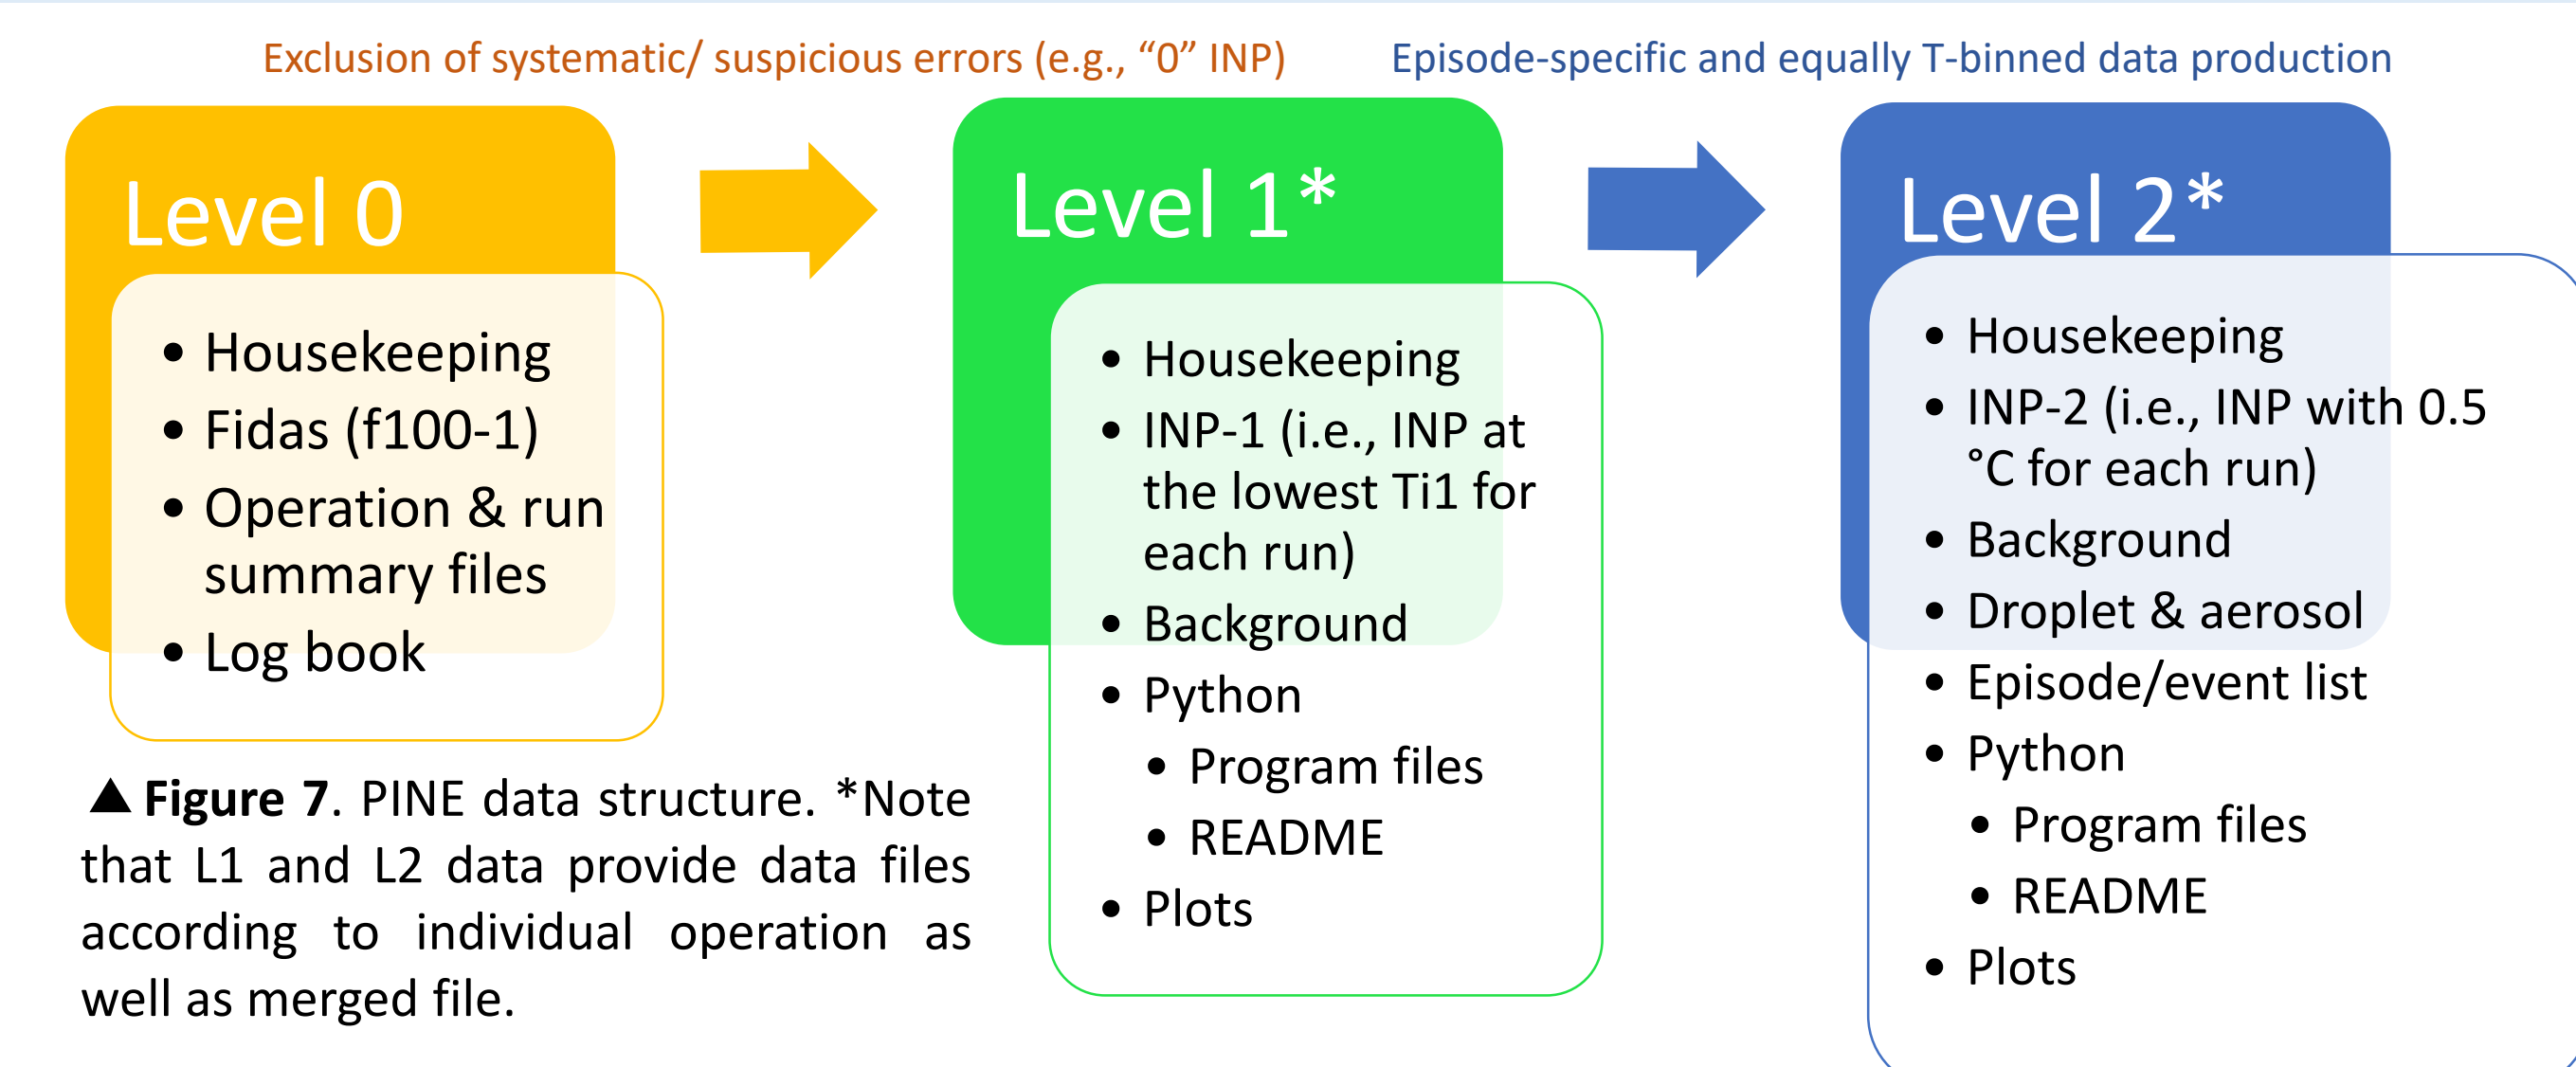 Exclusion of systematic/ suspicious errors (e.g., “0” INP)
Episode-specific and equally T-binned data production
Level 0
• Housekeeping
• Fidas (f100-1)
• Operation & run
summary files
• Log book
Level 1*
• Housekeeping
• INP-1 (i.e., INP at
the lowest Ti1 for
each run)
• Background
• Python
• Program files
• README
• Plots
Level 2*
• Housekeeping
• INP-2 (i.e., INP with 0.5
°C for each run)
• Background
• Droplet & aerosol
• Episode/event list
• Python
• Program files
• README
• Plots
▲ Figure 7. PINE data structure. *Note
that L1 and L2 data provide data files
according to individual operation as
well as merged file.